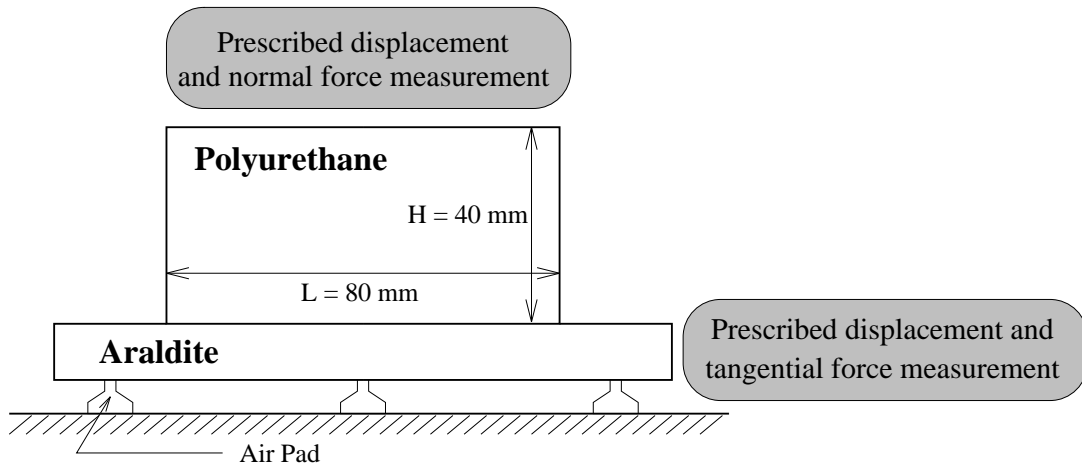 Prescribed displacement
and normal force measurement
Polyurethane
H = 40 mm
L = 80 mm
Prescribed displacement and
tangential force measurement
Araldite
Air Pad